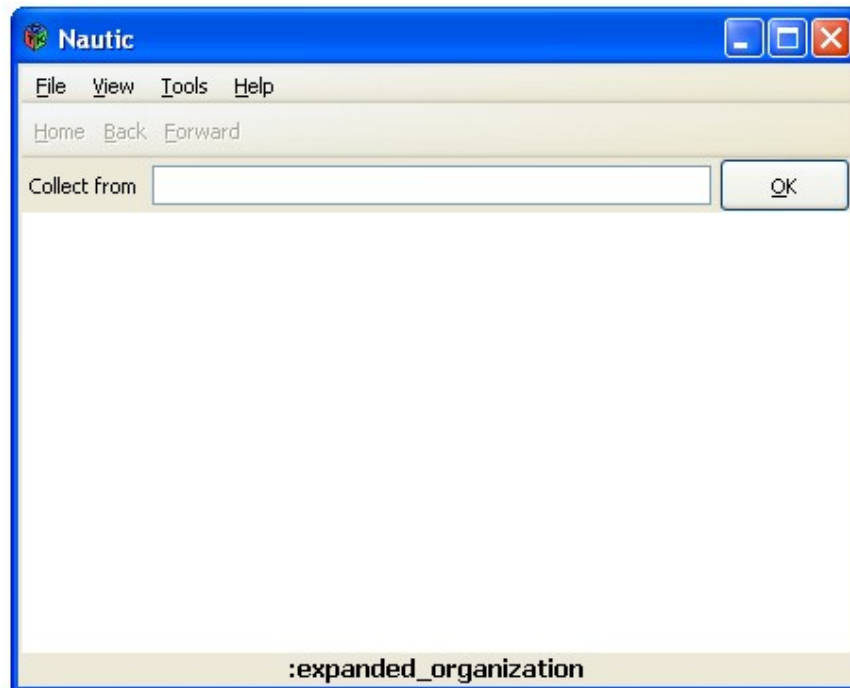 Nautic
File View Tools Help
Home Back Forward
Collect from OK
:expanded_organization